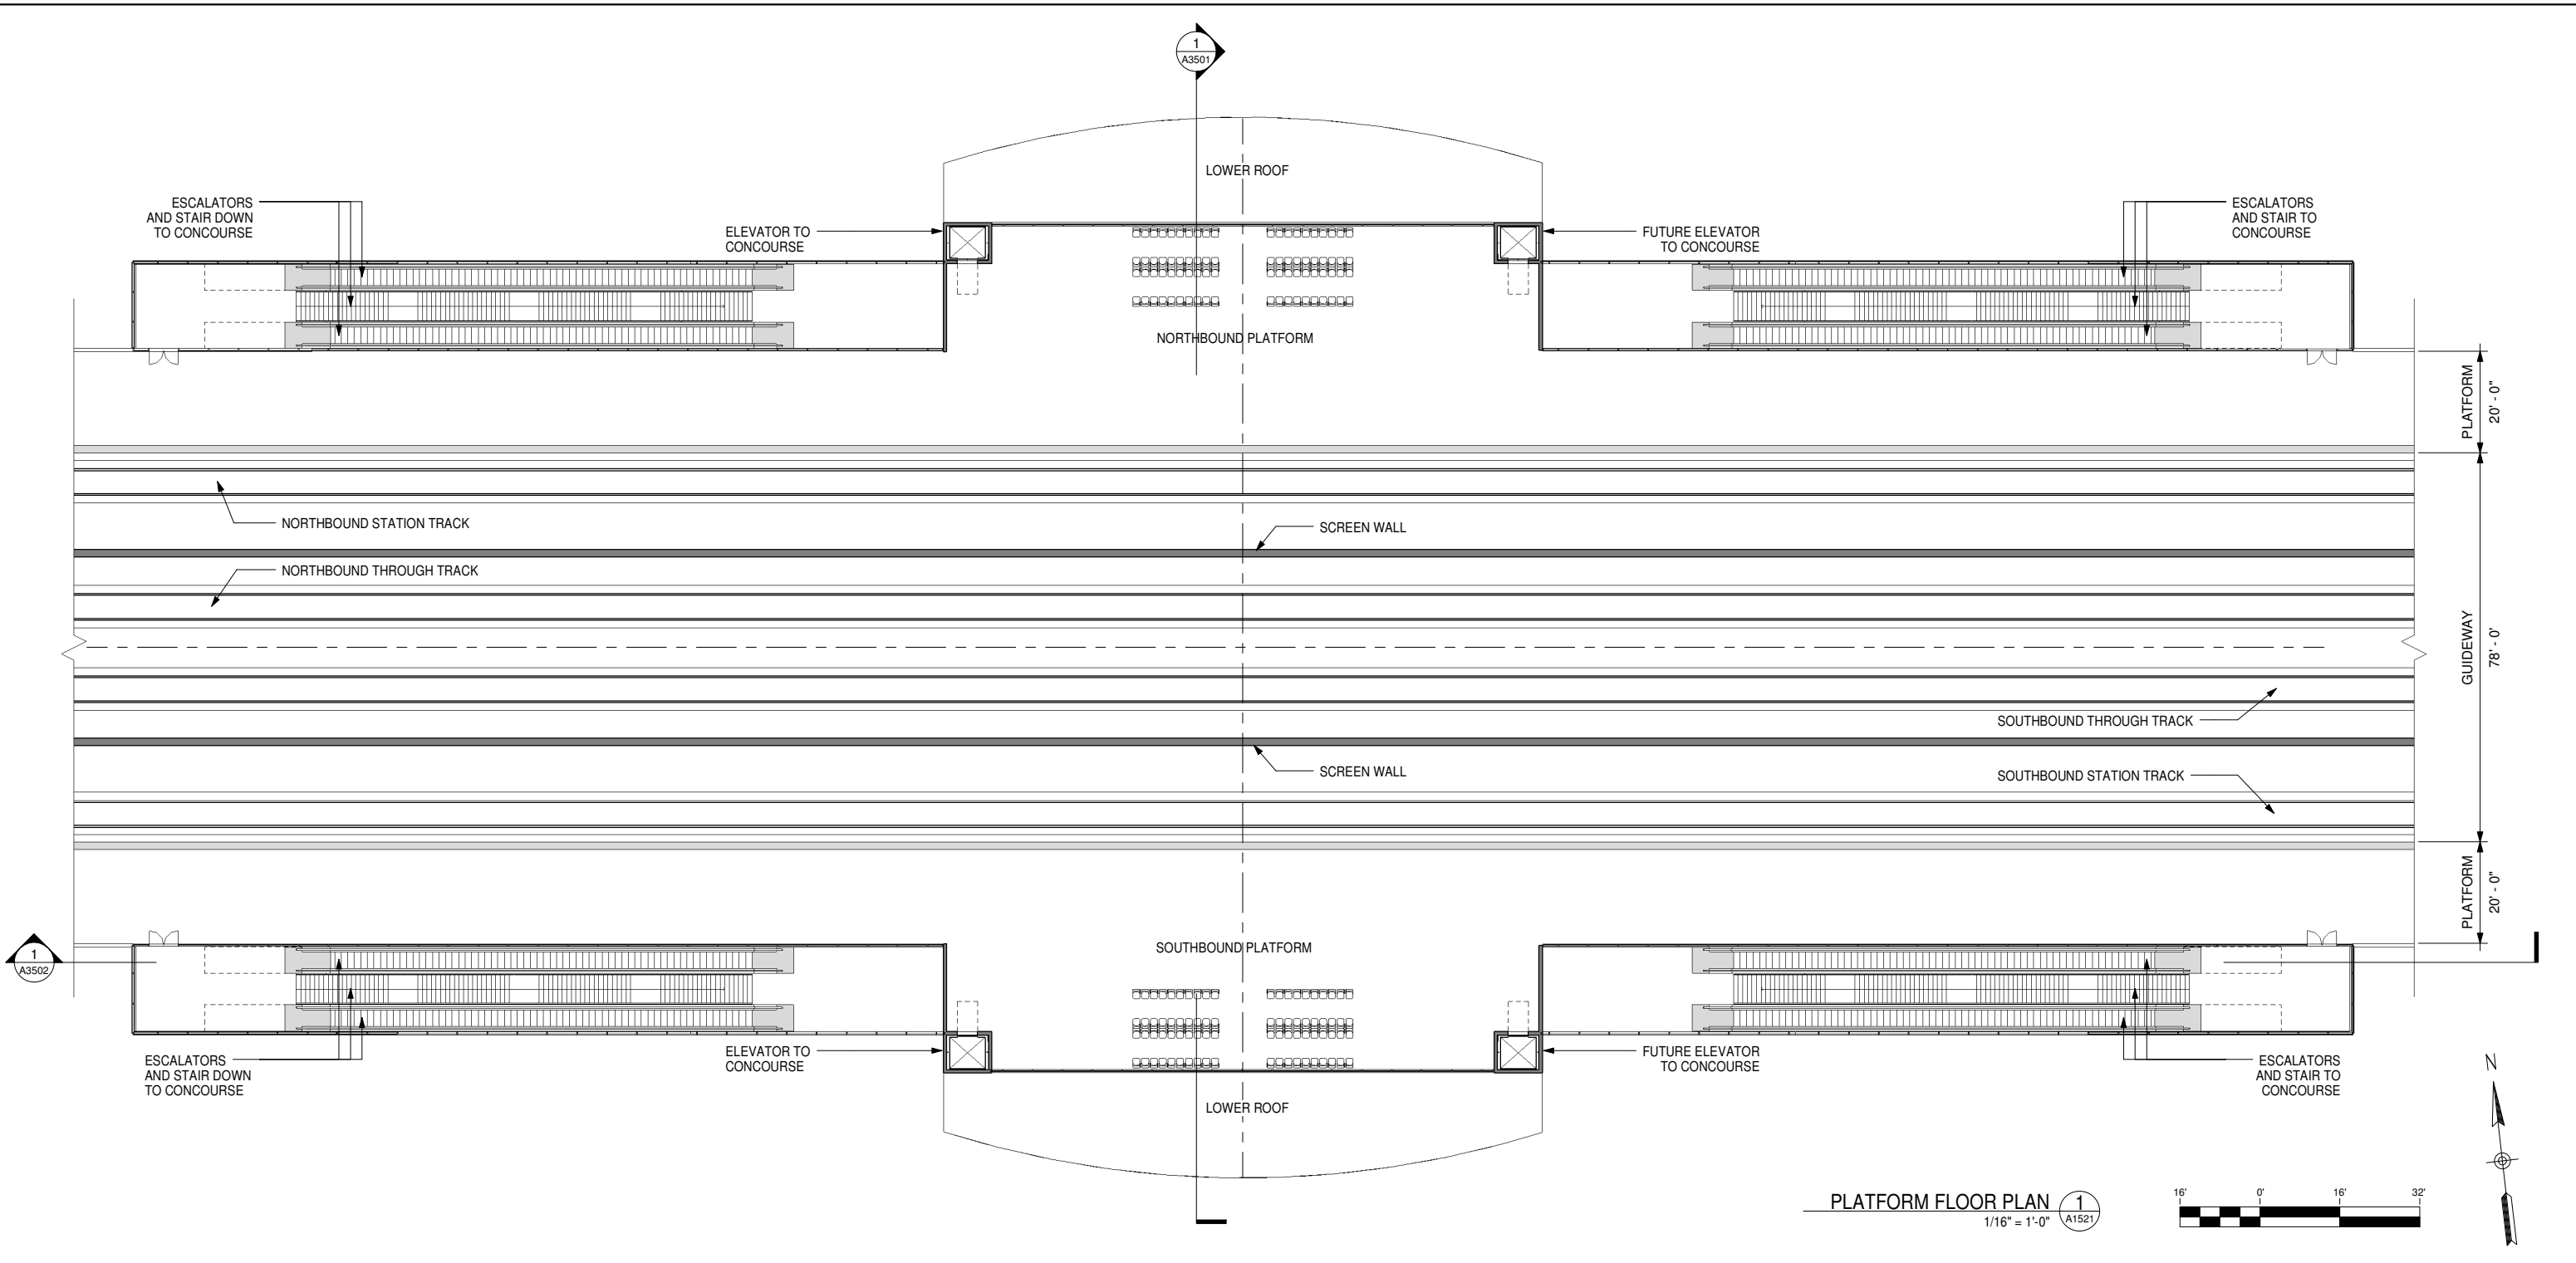 1
A3501
LOWER ROOF
ESCALATORS
AND STAIR DOWN
TO CONCOURSE
ELEVATOR TO
CONCOURSE
FUTURE ELEVATOR
TO CONCOURSE
ESCALATORS
AND STAIR TO
CONCOURSE
NORTHBOUND PLATFORM
PLATFORM
20' - 0"
NORTHBOUND STATION TRACK
SCREEN WALL
NORTHBOUND THROUGH TRACK
GUIDEWAY
78' - 0'
SOUTHBOUND THROUGH TRACK
SCREEN WALL
SOUTHBOUND STATION TRACK
PLATFORM
20' - 0"
1
A3502
SOUTHBOUND PLATFORM
ESCALATORS
AND STAIR DOWN
TO CONCOURSE
ELEVATOR TO
CONCOURSE
FUTURE ELEVATOR
TO CONCOURSE
ESCALATORS
AND STAIR TO
CONCOURSE
LOWER ROOF
N
PLATFORM FLOOR PLAN
1/16" = 1'-0"
1
A1521
16' 0' 16' 32'